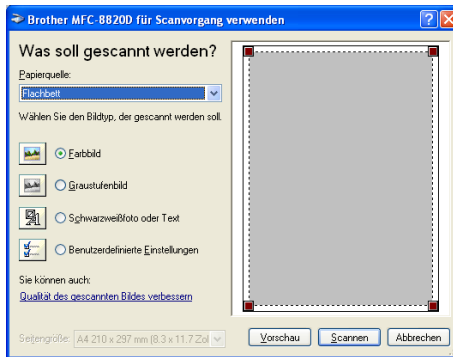 Brother MFC-8820D für Scanvorgang verwenden
Was soll gescannt werden?
Papierquelle:
Flachbett
Wählen Sie den Bildtyp, der gescannt werden soll.
Farbbild
Graustufenbild
Schwarzweißfoto oder Text
Benutzerdefinierte Einstellungen
Sie können auch:
Qualität des gescannten Bildes verbessern
Seitengröße: A4 210 x 297 mm (8.3 x 11.7 Zol
Vorschau Scannen Abbrechen